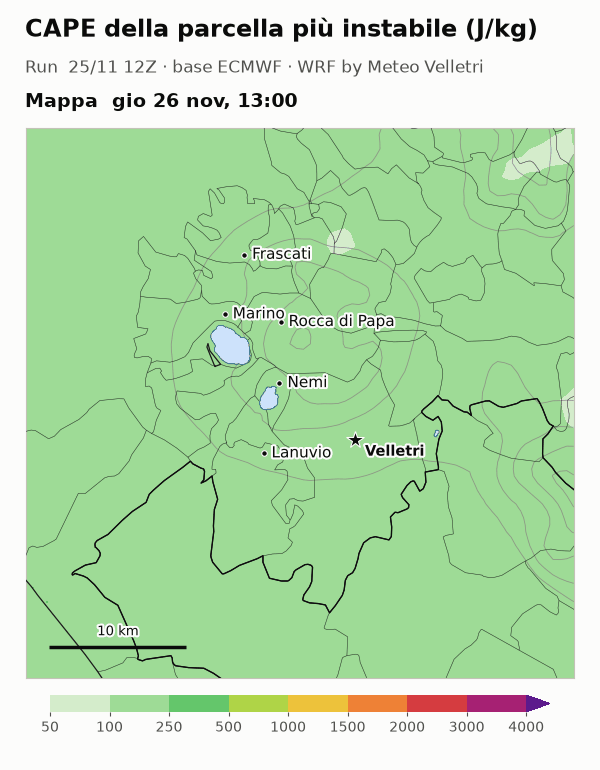 CAPE della parcella più instabile (J/kg)
Run  25/11 12Z · base ECMWF · WRF by Meteo Velletri
Mappa  gio 26 nov, 13:00
Frascati
Marino
Rocca di Papa
Nemi
Velletri
Lanuvio
10 km
50 100 250 500 1000 1500 2000 3000 4000